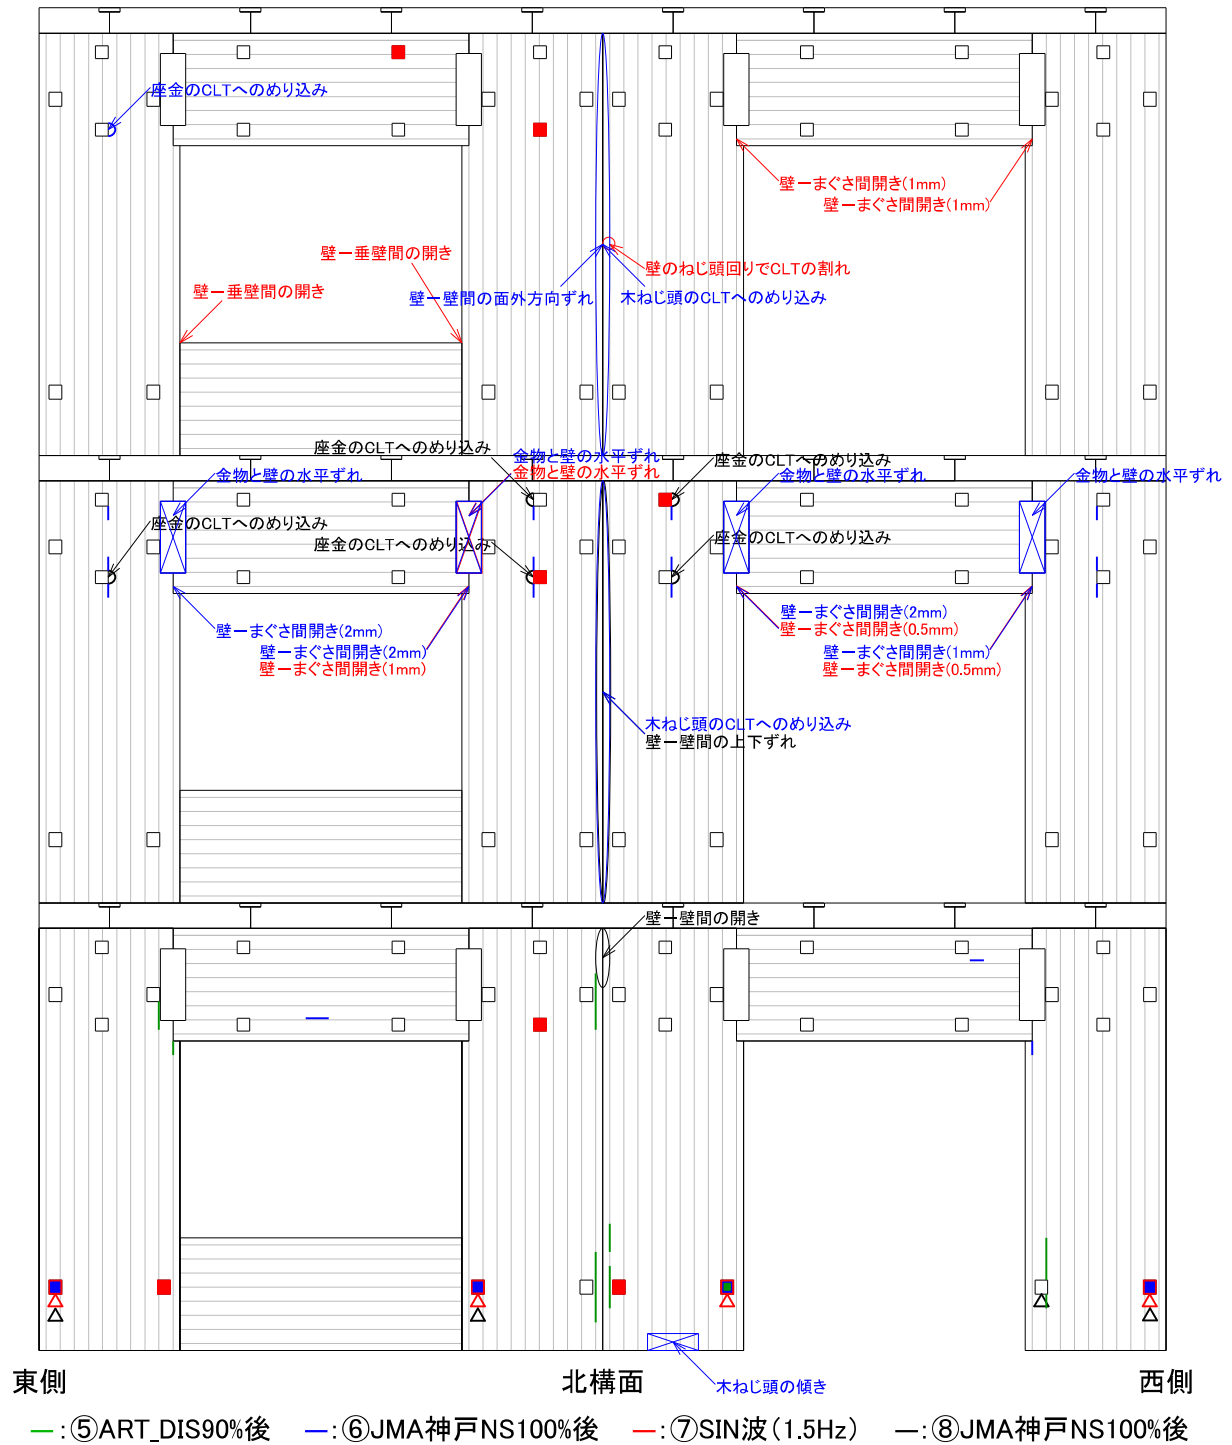 座金のCLTへのめり込み
壁ーまぐさ間開き(1mm)
壁ーまぐさ間開き(1mm)
壁ー垂壁間の開き
壁ー垂壁間の開き
壁のねじ頭回りでCLTの割れ
壁ー壁間の面外方向ずれ
木ねじ頭のCLTへのめり込み
座金のCLTへのめり込み
金物と壁の水平ずれ
金物と壁の水平ずれ
座金のCLTへのめり込み
金物と壁の水平ずれ
金物と壁の水平ずれ
金物と壁の水平ずれ
座金のCLTへのめり込み
座金のCLTへのめり込み
座金のCLTへのめり込み
壁ーまぐさ間開き(2mm)
壁ーまぐさ間開き(2mm)
壁ーまぐさ間開き(1mm)
壁ーまぐさ間開き(2mm)
壁ーまぐさ間開き(0.5mm)
壁ーまぐさ間開き(1mm)
壁ーまぐさ間開き(0.5mm)
木ねじ頭のCLTへのめり込み
壁ー壁間の上下ずれ
壁ー壁間の開き
木ねじ頭の傾き
東側
北構面
西側
ー:⑤ART_DIS90%後 ー:⑥JMA神戸NS100%後 ー:⑦SIN波(1.5Hz) ー:⑧JMA神戸NS100%後